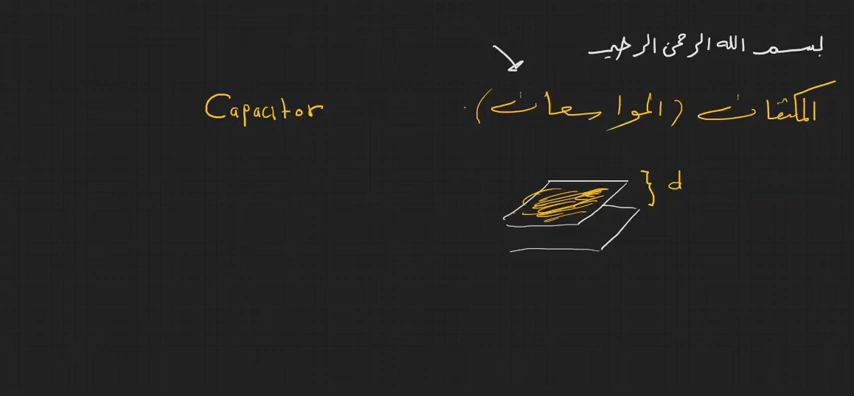 بسم الله الرحمن الرحيم
المكثفات (المواسعات)
Capacitor
d